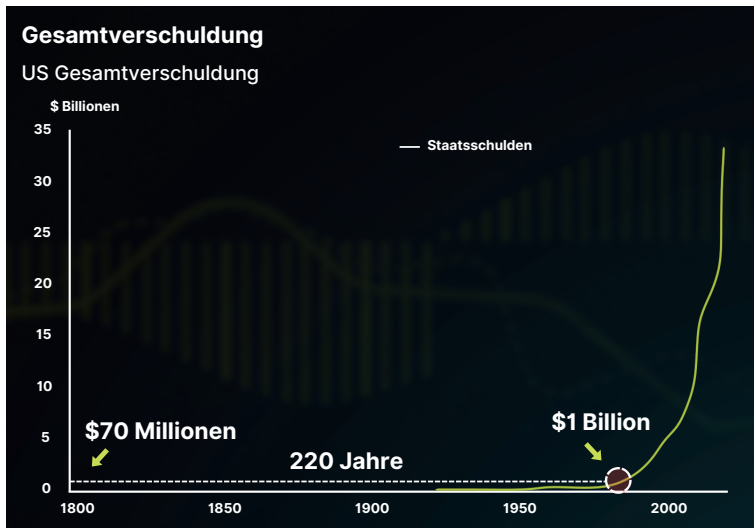 Gesamtverschuldung
US Gesamtverschuldung
$ Billionen
35
Staatsschulden
30
25
20
15
10
$1 Billion
$70 Millionen
5
220 Jahre
0
1800 1850 1900 1950 2000